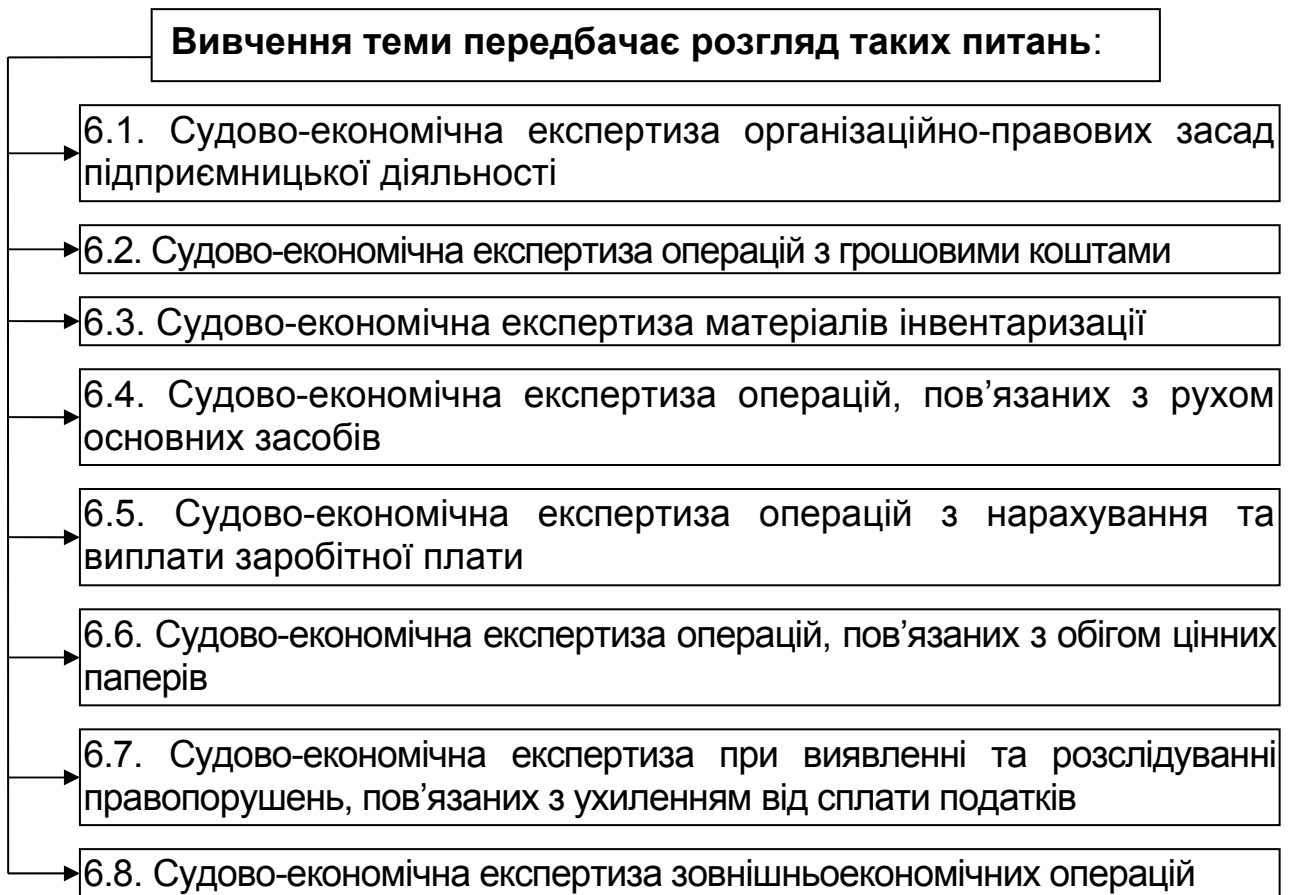 Вивчення теми передбачає розгляд таких питань:
6.1. Судово-економічна експертиза організаційно-правових засад
підприємницької діяльності
6.2. Судово-економічна експертиза операцій з грошовими коштами
6.3. Судово-економічна експертиза матеріалів інвентаризації
6.4. Судово-економічна експертиза операцій, пов’язаних з рухом
основних засобів
6.5. Судово-економічна експертиза операцій з нарахування та
виплати заробітної плати
6.6. Судово-економічна експертиза операцій, пов’язаних з обігом цінних
паперів
6.7. Судово-економічна експертиза при виявленні та розслідуванні
правопорушень, пов’язаних з ухиленням від сплати податків
6.8. Судово-економічна експертиза зовнішньоекономічних операцій